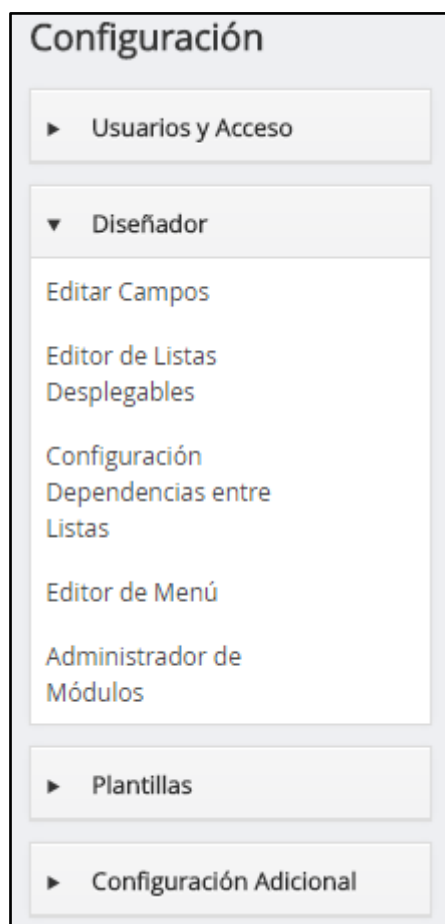 Configuración
Usuarios y Acceso
Diseñador
Editar Campos
Editor de Listas
Desplegables
Configuración
Dependencias entre
Listas
Editor de Menú
Administrador de
Módulos
Plantillas
Configuración Adicional